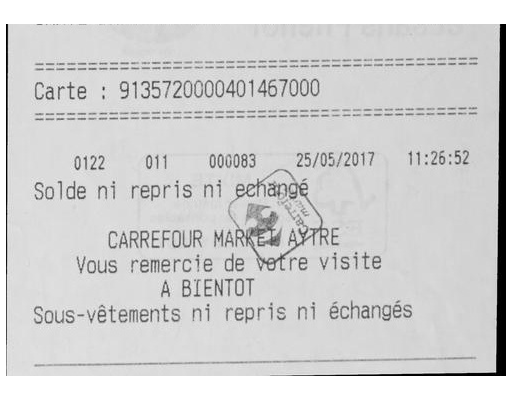 Carte : 9135720000401467000
0122 011 000083 25/05/2017 11:26:52
Solde ni repris ni echangé
CARREFOUR MARKET AYTRE
Vous remercie de votre visite
A BIENTOT
Sous-vêtements ni repris ni échangés